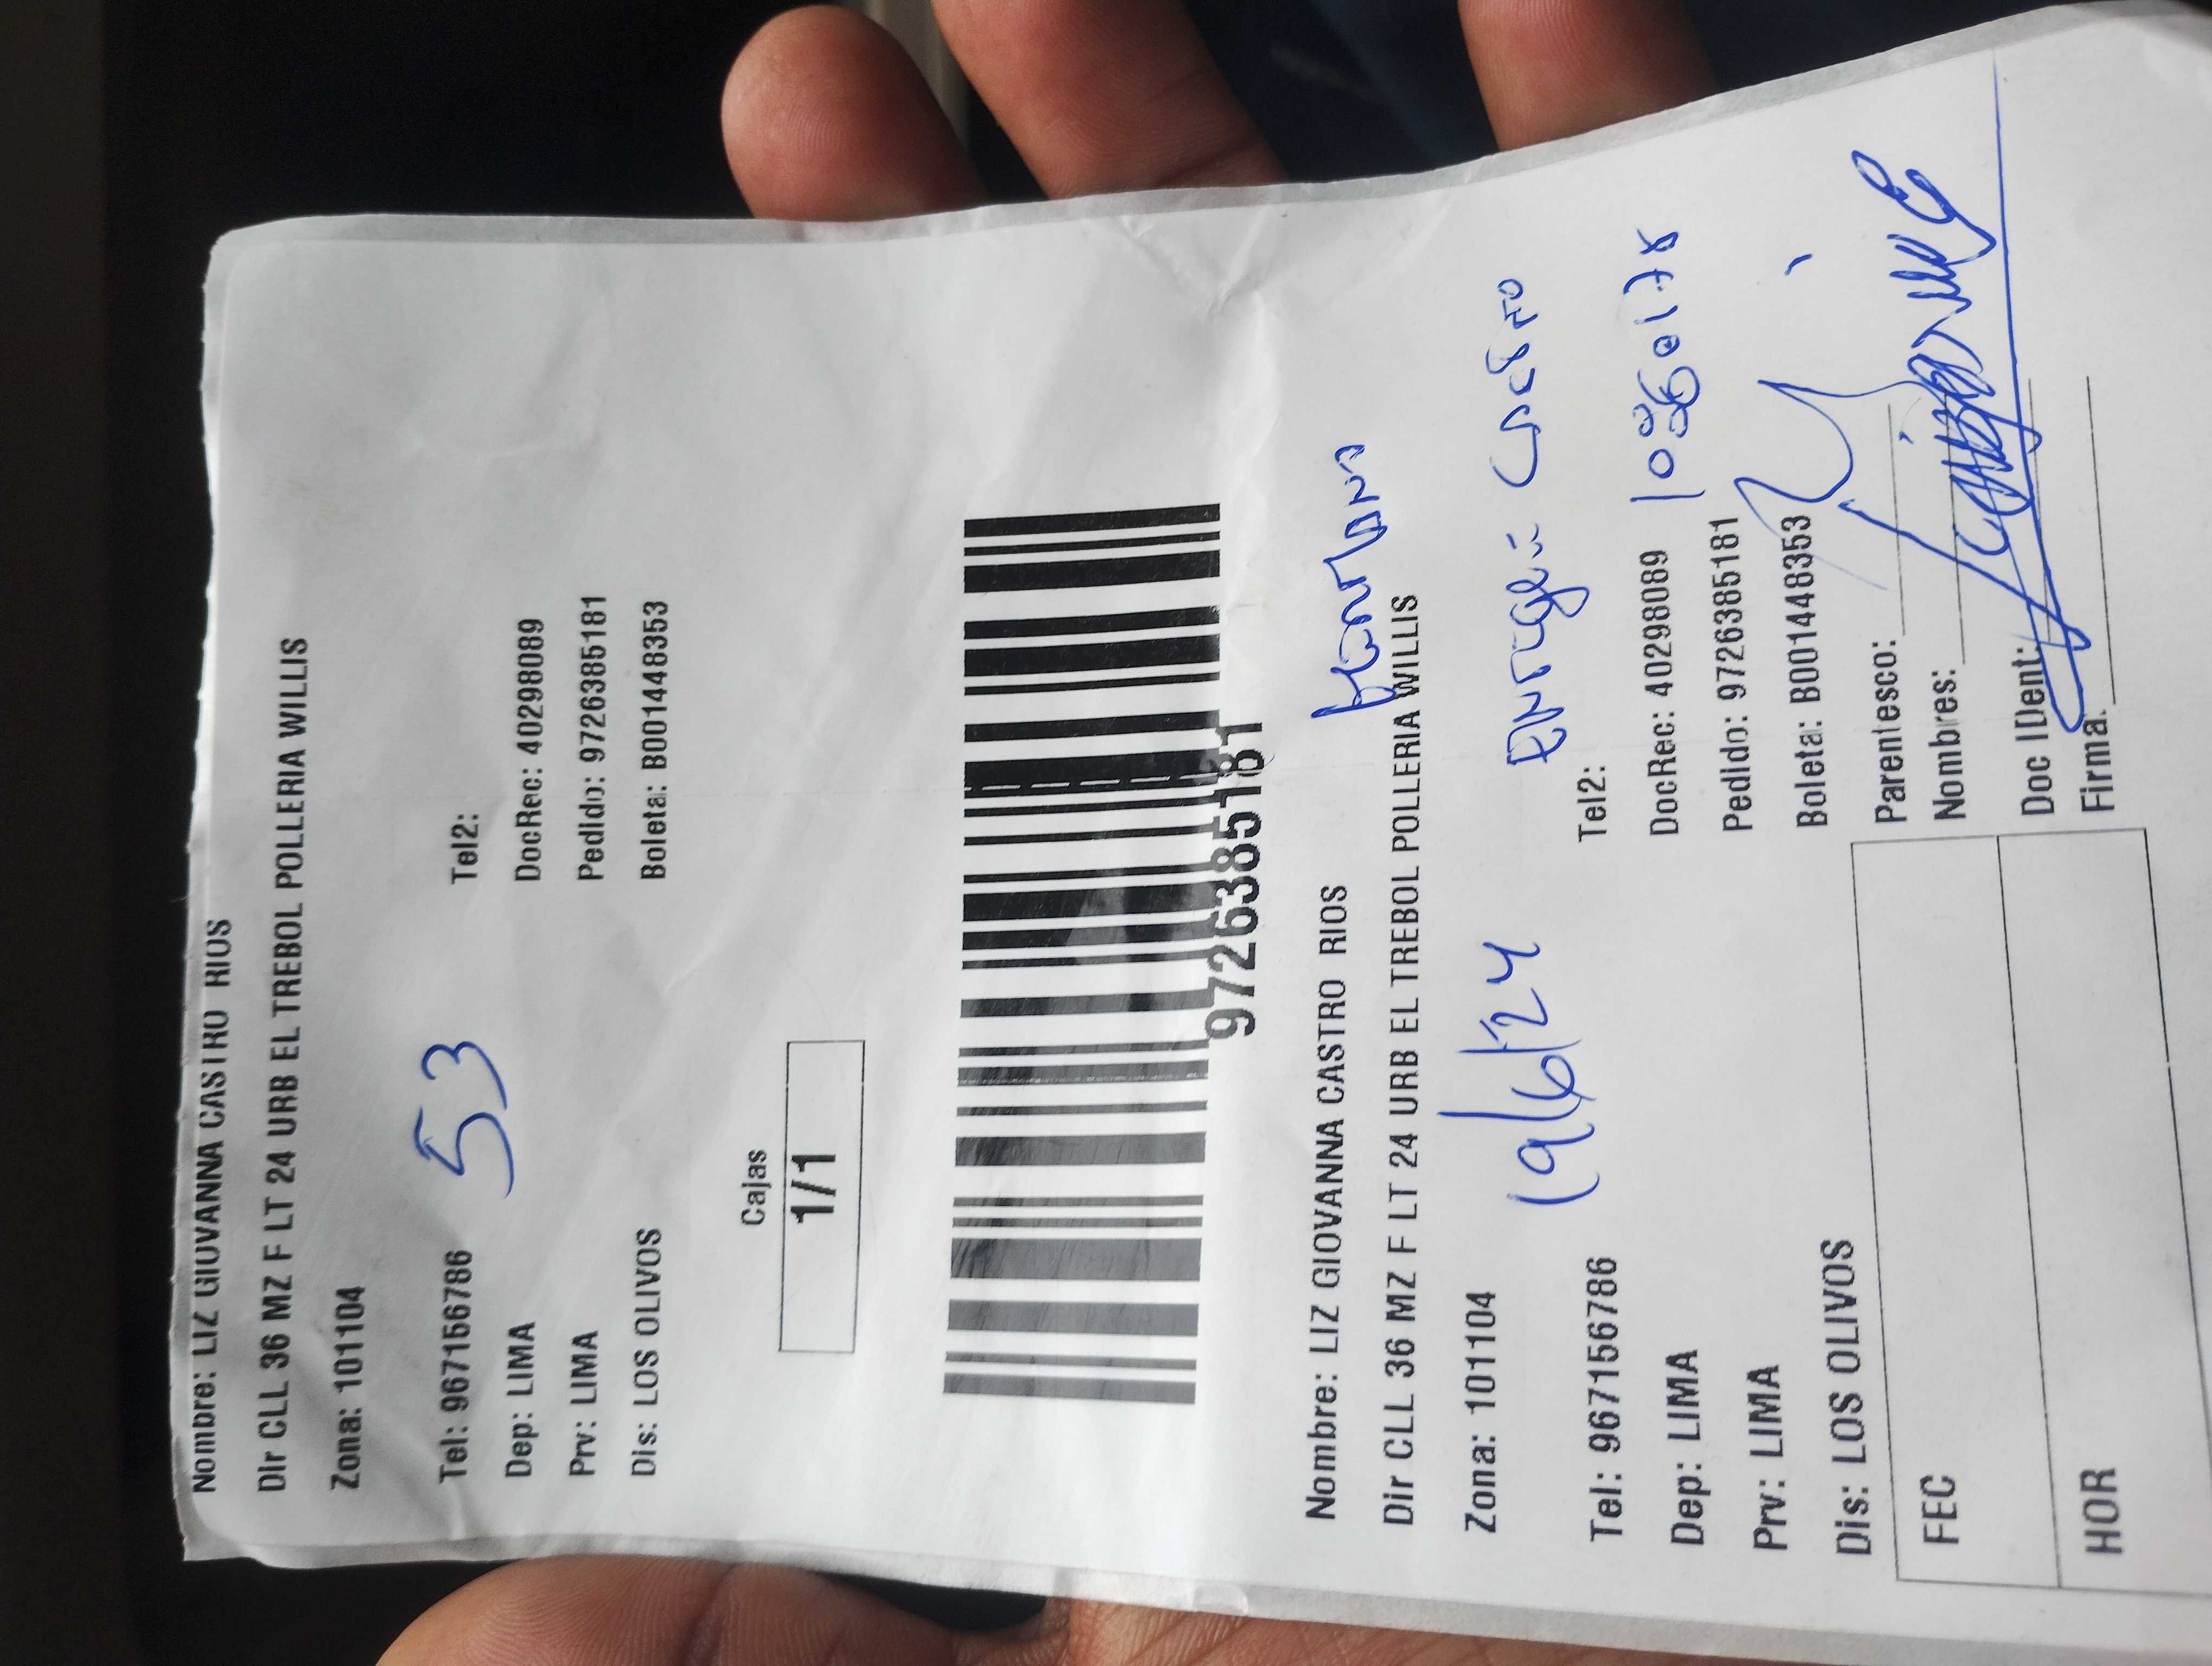 Nombre: LIZ GIOVANNA CASTRO RIOS
Dir CLL 36 MZ F LT 24 URB EL TREBOL POLLERIA WILLIS
Zona: 101104
53
Tel: 967156786 Tel2:
Dep: LIMA DocRec: 40298089
Prv: LIMA Pedido: 9726385181
Dis: LOS OLIVOS Boleta: B001448353
Cajas
1/1
9726385181
Nombre: LIZ GIOVANNA CASTRO RIOS
Dir CLL 36 MZ F LT 24 URB EL TREBOL POLLERIA WILLIS
Zona: 101104
19/6/24
Tel: 967156786 Tel2:
Dep: LIMA DocRec: 40298089
Prv: LIMA Pedido: 9726385181
Dis: LOS OLIVOS Boleta: B001448353
FEC Parentesco:
Nombres:
HOR Doc IDent:
Firma: